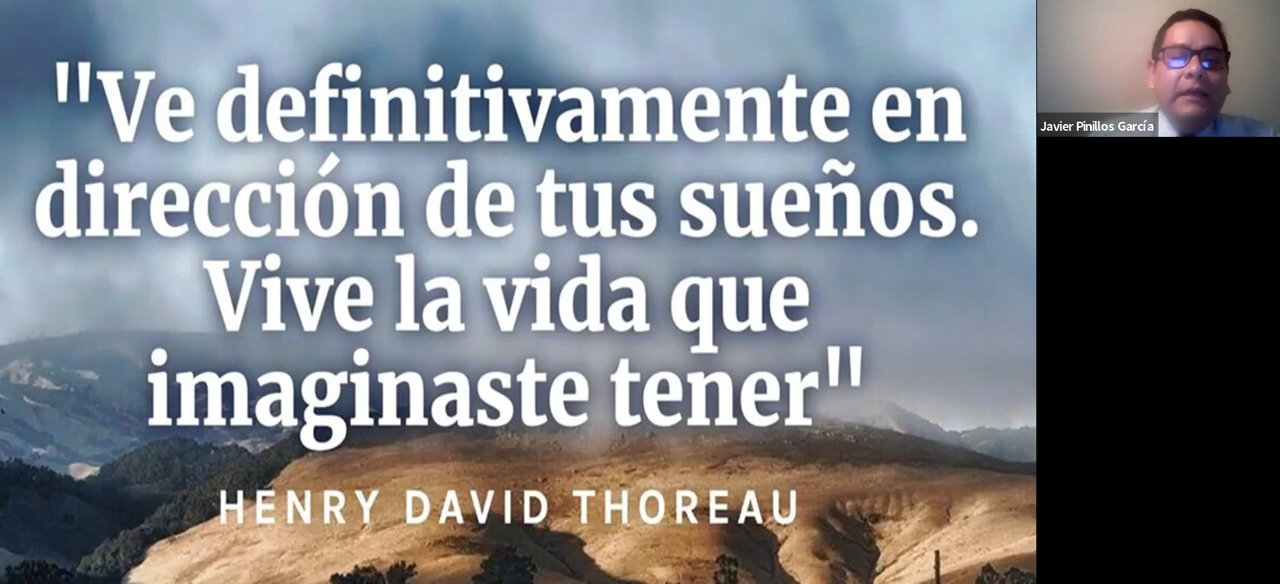 "Ve definitivamente en
dirección de tus sueños.
Vive la vida que
imaginaste tener"
HENRY DAVID THOREAU
Javier Pinillos García